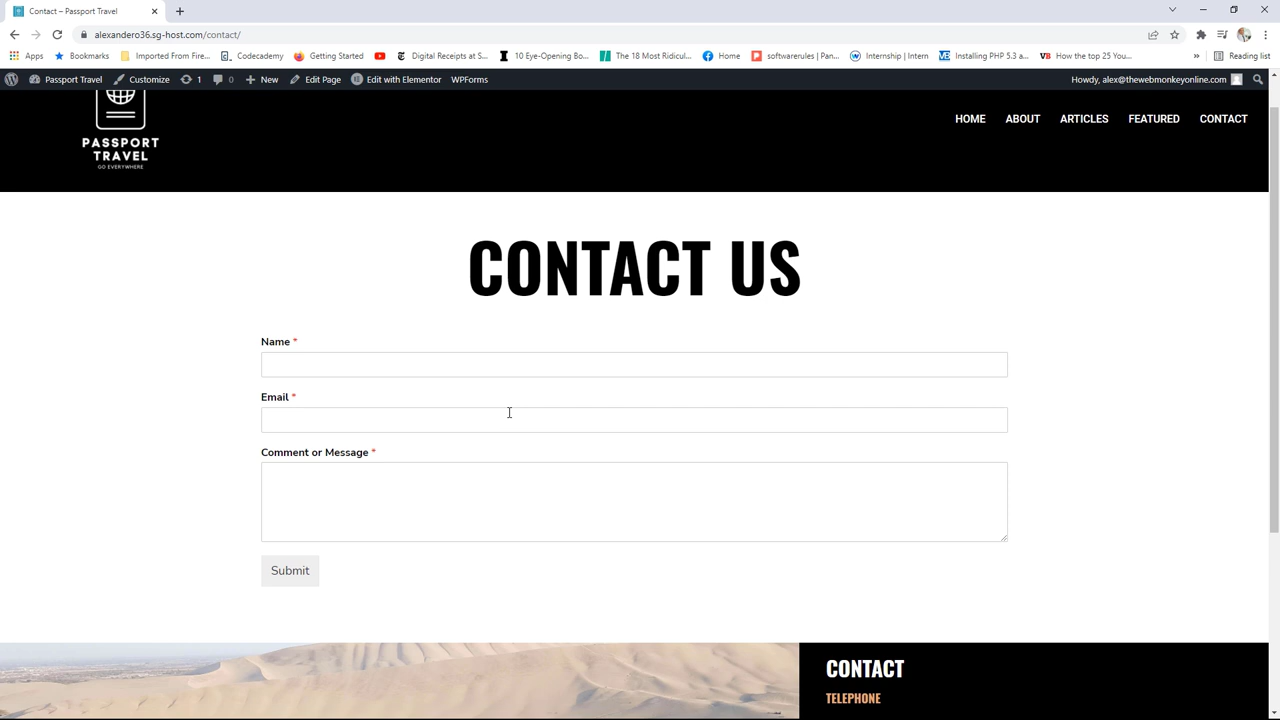 Contact – Passport Travel
alexandero36.sg-host.com/contact/
Apps Bookmarks Imported From Fire... Codecademy Getting Started Digital Receipts at S... 10 Eye-Opening Bo... The 18 Most Ridicul... Home softwarerules | Pan... Internship | Intern Installing PHP 5.3 a... How the top 25 You... » Reading list
Passport Travel Customize 1 0 New Edit Page Edit with Elementor WPForms Howdy, alex@thewebmonkeyonline.com
PASSPORT
TRAVEL
GO EVERYWHERE
HOME ABOUT ARTICLES FEATURED CONTACT
CONTACT US
Name *
Email *
Comment or Message *
Submit
CONTACT
TELEPHONE